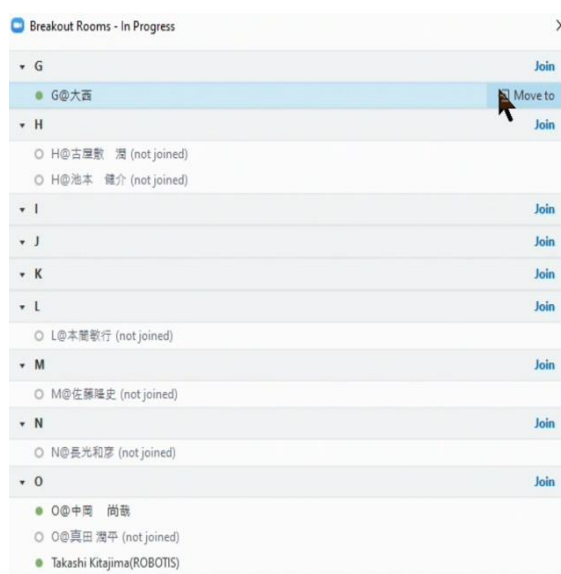 Breakout Rooms - In Progress
G Join
G@大西 Move to
H Join
H@古屋敷 潤 (not joined)
H@池本 健介 (not joined)
I Join
J Join
K Join
L Join
L@本間敏行 (not joined)
M Join
M@佐藤隆史 (not joined)
N Join
N@長光和彦 (not joined)
O Join
O@中岡 尚哉
O@真田 潤平 (not joined)
Takashi Kitajima(ROBOTIS)